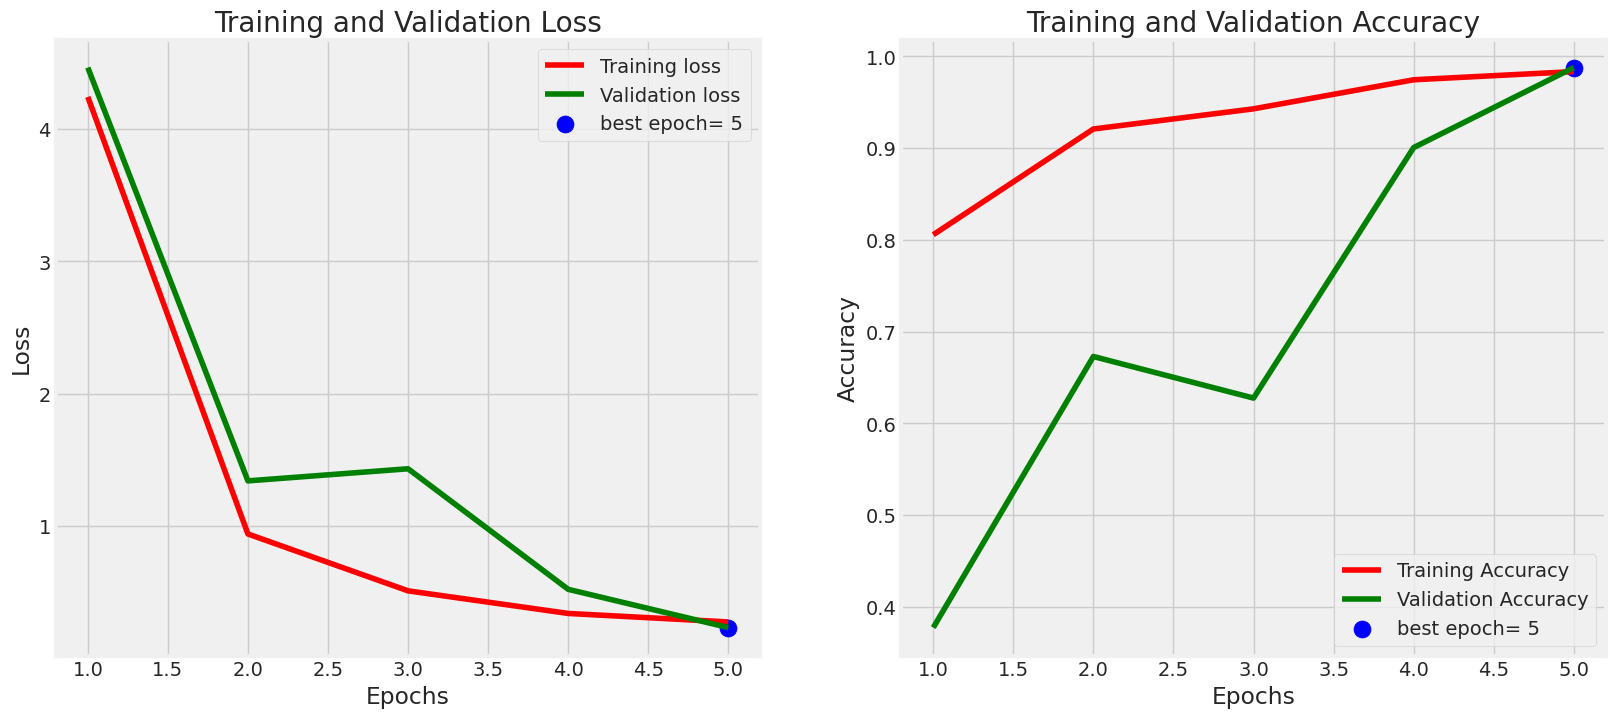 Training and Validation Loss
Training loss
Validation loss
best epoch= 5
4
3
2
1
Loss
1.0 1.5 2.0 2.5 3.0 3.5 4.0 4.5 5.0
Epochs
Training and Validation Accuracy
1.0
0.9
0.8
0.7
0.6
0.5
0.4
Accuracy
Training Accuracy
Validation Accuracy
best epoch= 5
1.0 1.5 2.0 2.5 3.0 3.5 4.0 4.5 5.0
Epochs